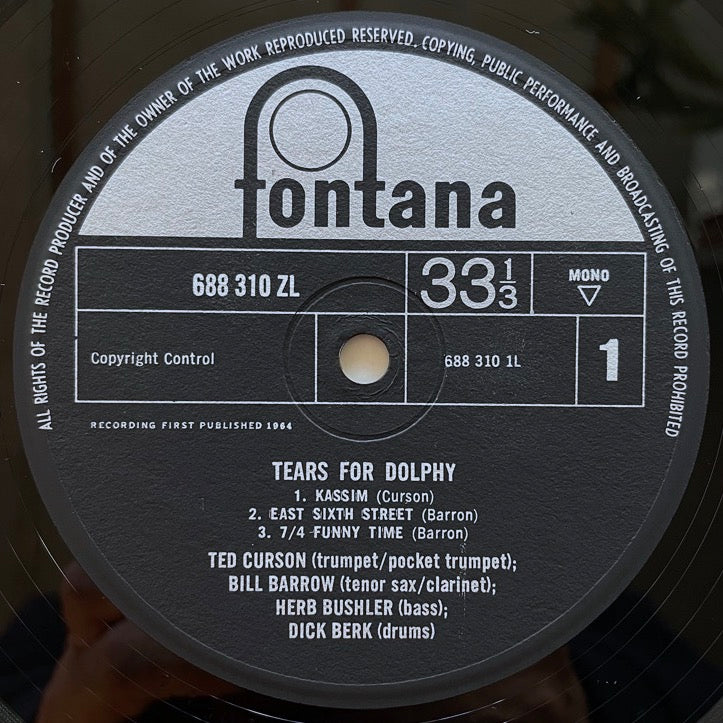 ALL RIGHTS OF THE RECORD PRODUCER AND OF THE OWNER OF THE WORK REPRODUCED RESERVED. COPYING, PUBLIC PERFORMANCE AND BROADCASTING OF THIS RECORD PROHIBITED
fontana
688 310 ZL
33 1/3
MONO
Copyright Control
688 310 1L
1
RECORDING FIRST PUBLISHED 1964
TEARS FOR DOLPHY
1. KASSIM (Curson)
2. EAST SIXTH STREET (Barron)
3. 7/4 FUNNY TIME (Barron)
TED CURSON (trumpet/pocket trumpet);
BILL BARROW (tenor sax/clarinet);
HERB BUSHLER (bass);
DICK BERK (drums)